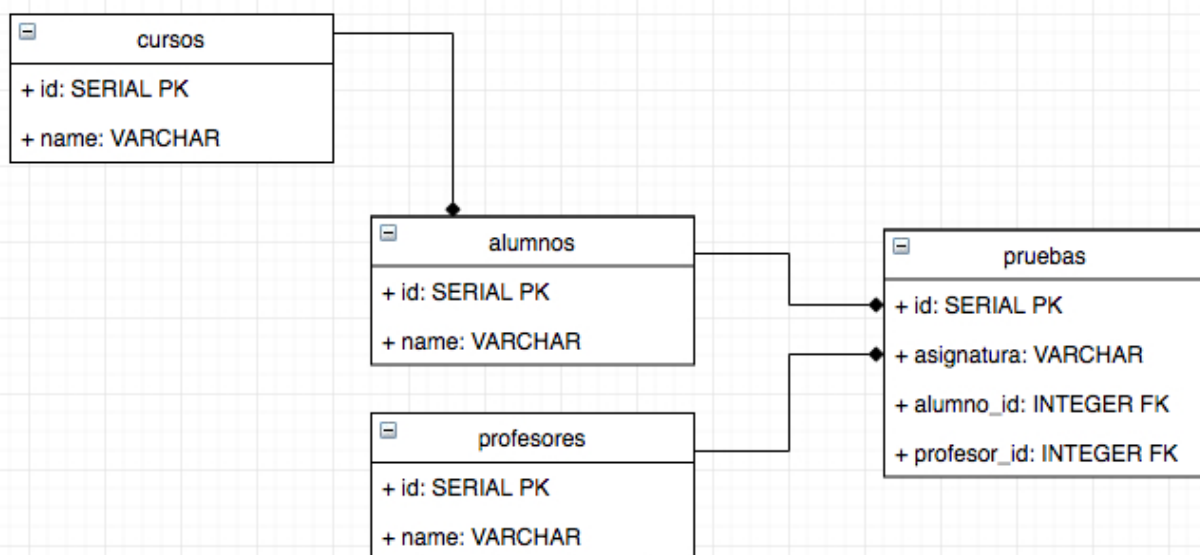 cursos
+ id: SERIAL PK
+ name: VARCHAR
alumnos
+ id: SERIAL PK
+ name: VARCHAR
profesores
+ id: SERIAL PK
+ name: VARCHAR
pruebas
+ id: SERIAL PK
+ asignatura: VARCHAR
+ alumno_id: INTEGER FK
+ profesor_id: INTEGER FK